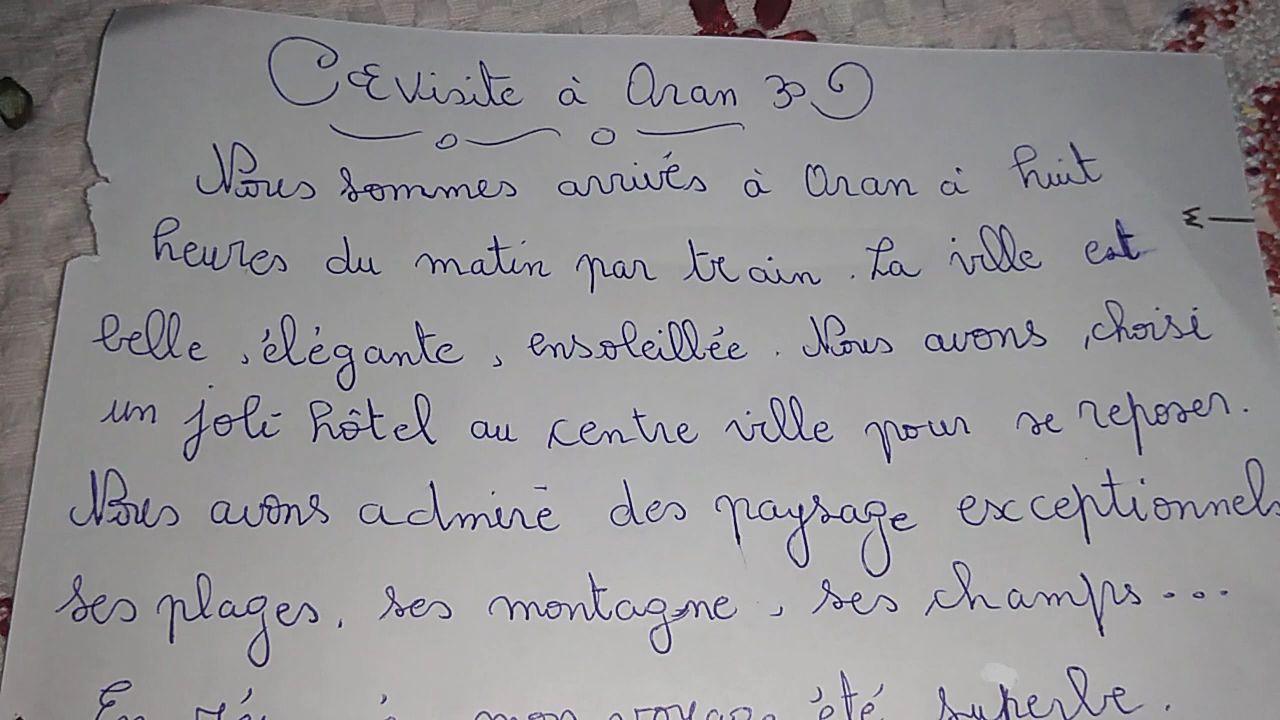 Visite à Oran
Nous sommes arrivés à Oran à huit
heures du matin par train. La ville est
belle, élégante, ensoleillée. Nous avons choisi
un joli hôtel au centre ville pour se reposer.
Nous avons admiré des paysage exceptionnels
ses plages, ses montagne, ses champs...
mon voyage été superbe.